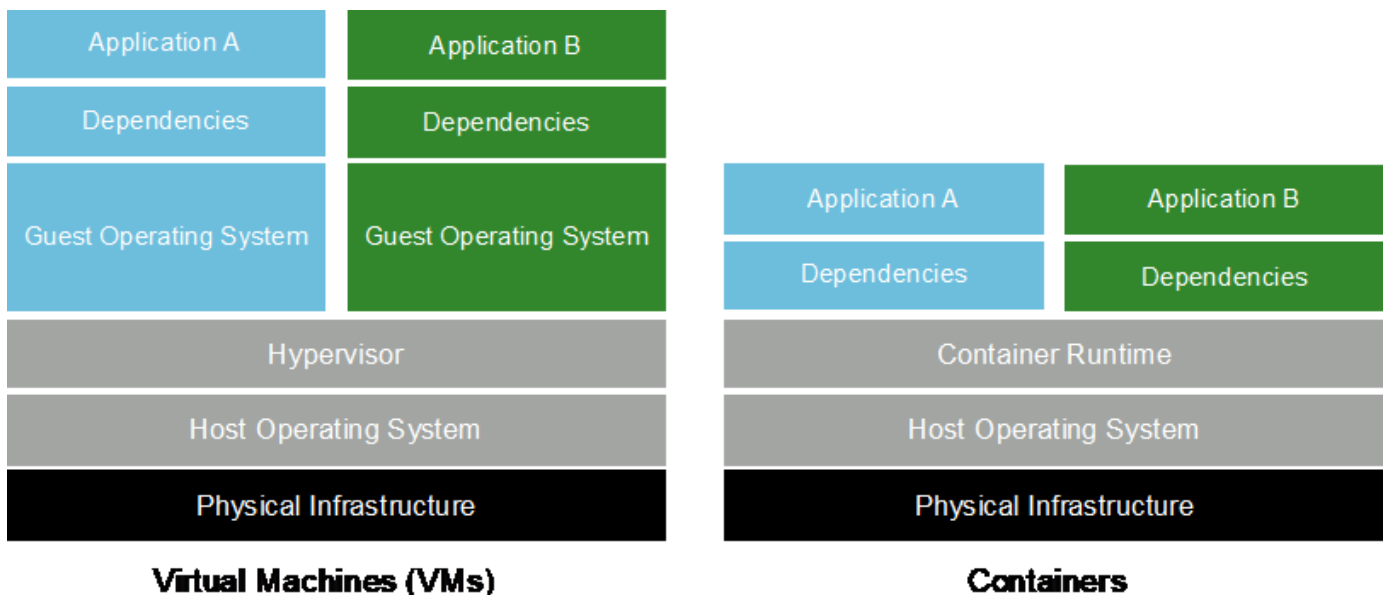 Application A
Application B
Dependencies
Dependencies
Guest Operating System
Guest Operating System
Hypervisor
Host Operating System
Physical Infrastructure
Virtual Machines (VMs)
Application A
Application B
Dependencies
Dependencies
Container Runtime
Host Operating System
Physical Infrastructure
Containers